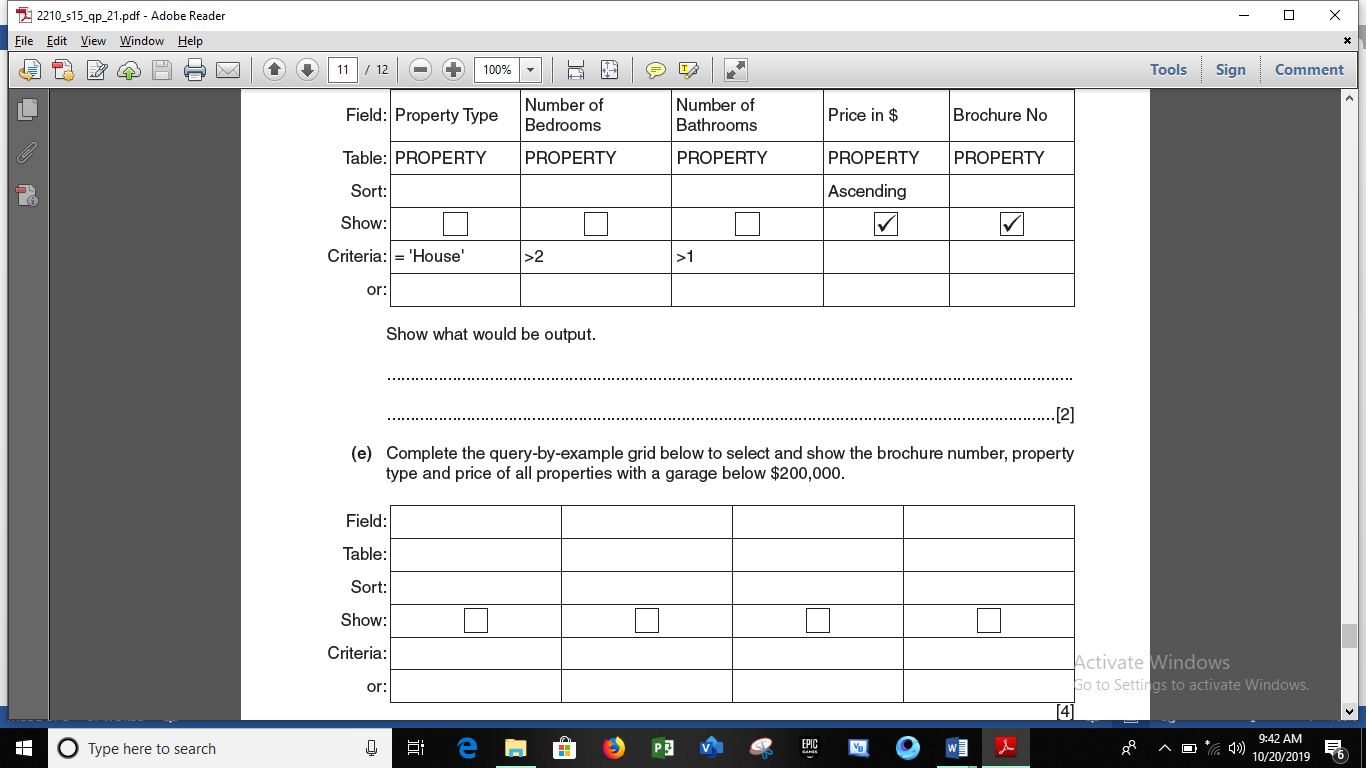 2210_s15_qp_21.pdf - Adobe Reader
File Edit View Window Help
11 / 12 100% Tools Sign Comment
Field: Property Type Number of Bedrooms Number of Bathrooms Price in $ Brochure No
Table: PROPERTY PROPERTY PROPERTY PROPERTY PROPERTY
Sort: Ascending
Show: ✓ ✓
Criteria: = 'House' >2 >1
or:
Show what would be output.
[2]
(e) Complete the query-by-example grid below to select and show the brochure number, property
type and price of all properties with a garage below $200,000.
Field:
Table:
Sort:
Show:
Criteria:
or:
[4]
Activate Windows
Go to Settings to activate Windows.
Type here to search
9:42 AM
10/20/2019
6